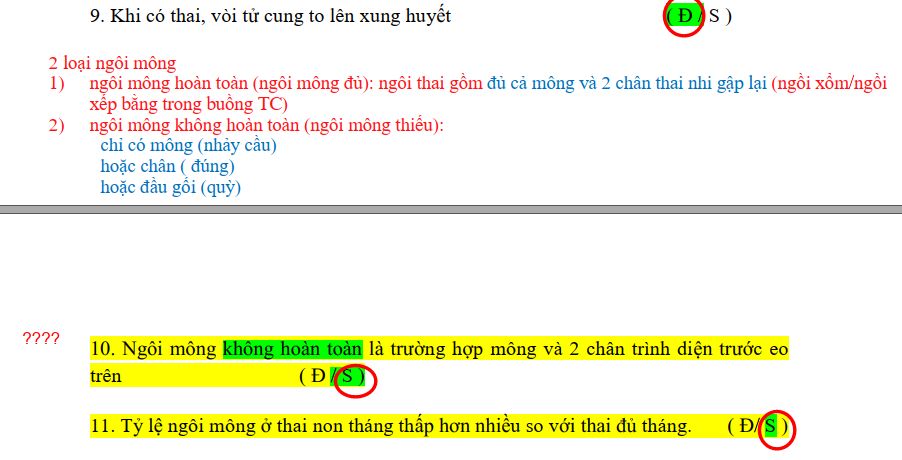 9. Khi có thai, vòi tử cung to lên xung huyết ( Đ / S )
2 loại ngôi mông
1) ngôi mông hoàn toàn (ngôi mông đủ): ngôi thai gồm đủ cả mông và 2 chân thai nhi gập lại (ngồi xổm/ngồi
xếp bằng trong buồng TC)
2) ngôi mông không hoàn toàn (ngôi mông thiếu):
chỉ có mông (nhảy cầu)
hoặc chân ( đúng)
hoặc đầu gối (quỳ)
????
10. Ngôi mông không hoàn toàn là trường hợp mông và 2 chân trình diện trước eo
trên ( Đ / S )
11. Tỷ lệ ngôi mông ở thai non tháng thấp hơn nhiều so với thai đủ tháng. ( Đ/ S )